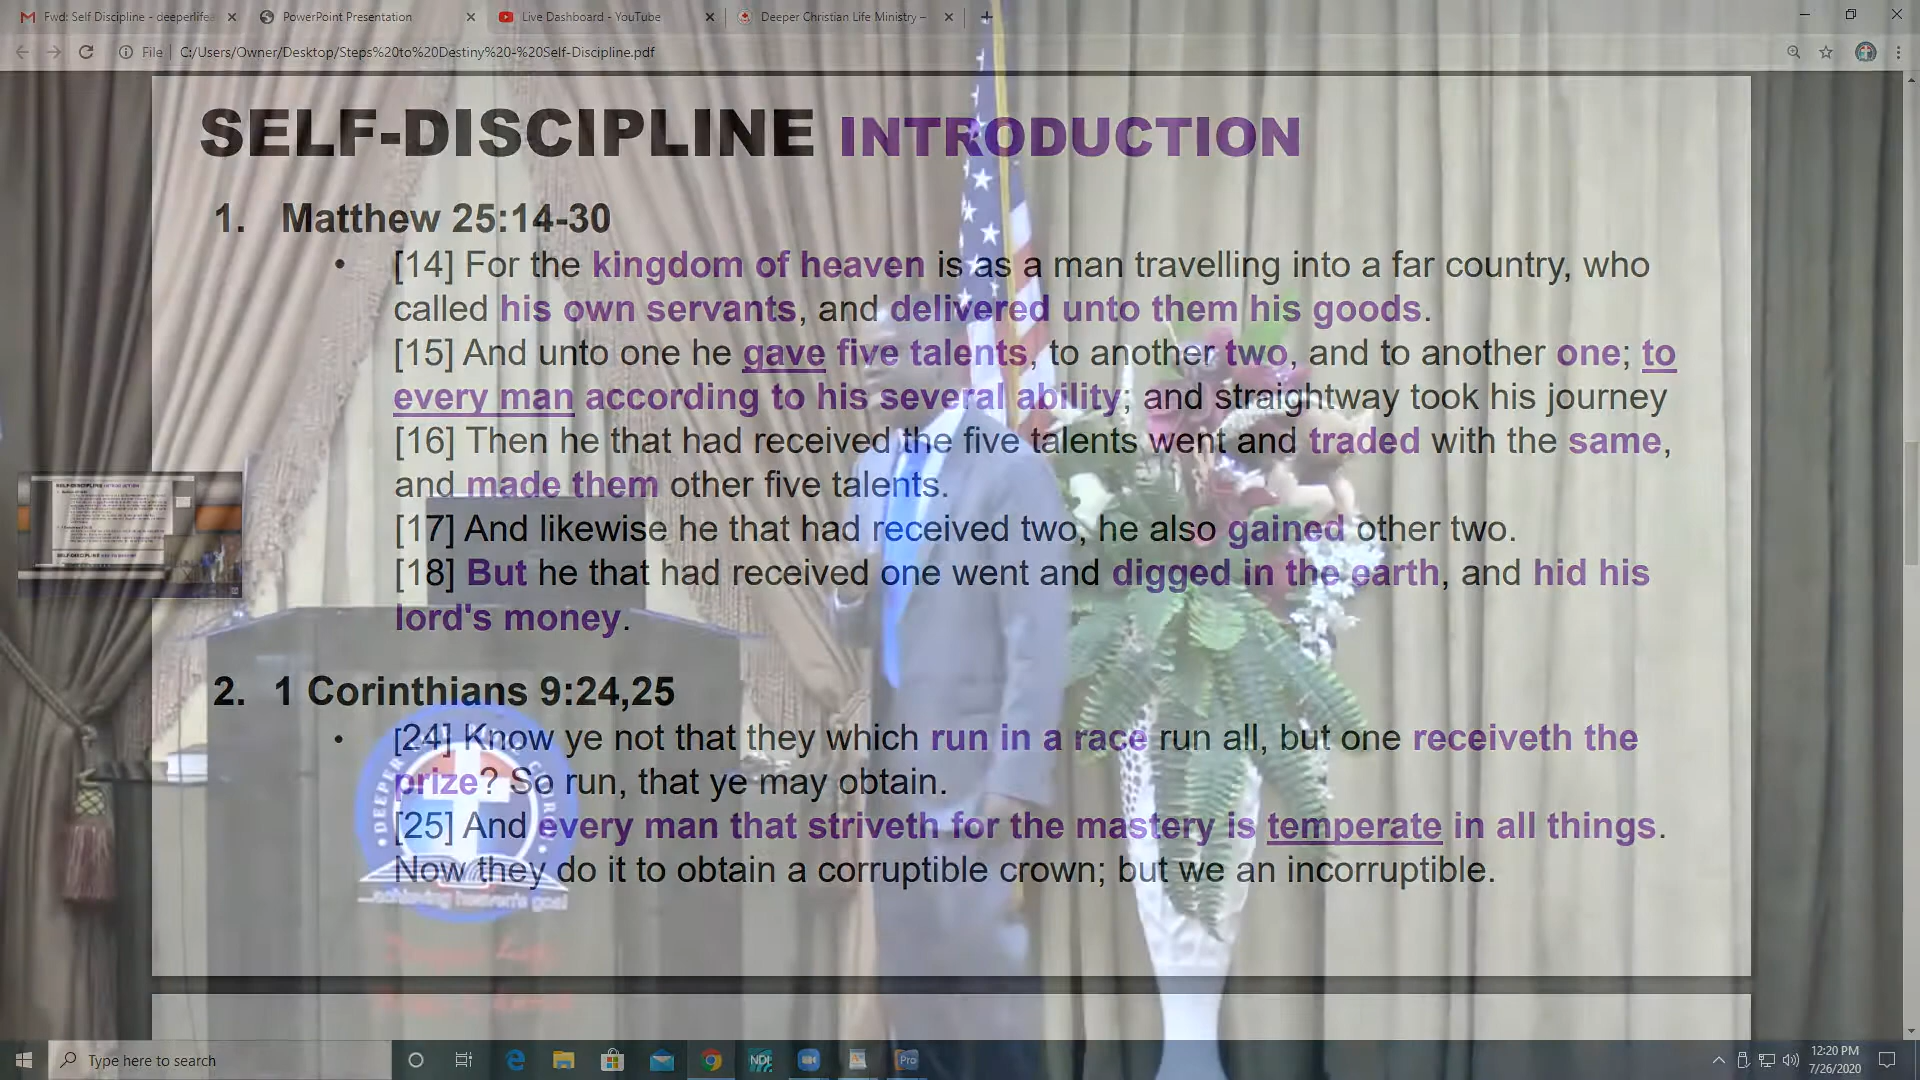 Fwd: Self Discipline - deeperlifea
PowerPoint Presentation
Live Dashboard - YouTube
Deeper Christian Life Ministry –
File
C:/Users/Owner/Desktop/Steps%20to%20Destiny%20-%20Self-Discipline.pdf
SELF-DISCIPLINE INTRODUCTION
1. Matthew 25:14-30
• [14] For the kingdom of heaven is as a man travelling into a far country, who
called his own servants, and delivered unto them his goods.
[15] And unto one he gave five talents, to another two, and to another one; to
every man according to his several ability; and straightway took his journey
[16] Then he that had received the five talents went and traded with the same,
and made them other five talents.
[17] And likewise he that had received two, he also gained other two.
[18] But he that had received one went and digged in the earth, and hid his
lord's money.
2. 1 Corinthians 9:24,25
• [24] Know ye not that they which run in a race run all, but one receiveth the
prize? So run, that ye may obtain.
[25] And every man that striveth for the mastery is temperate in all things.
Now they do it to obtain a corruptible crown; but we an incorruptible.
DEEPER
...achieving heaven's goal
Type here to search
NDI
Pro
12:20 PM
7/26/2020